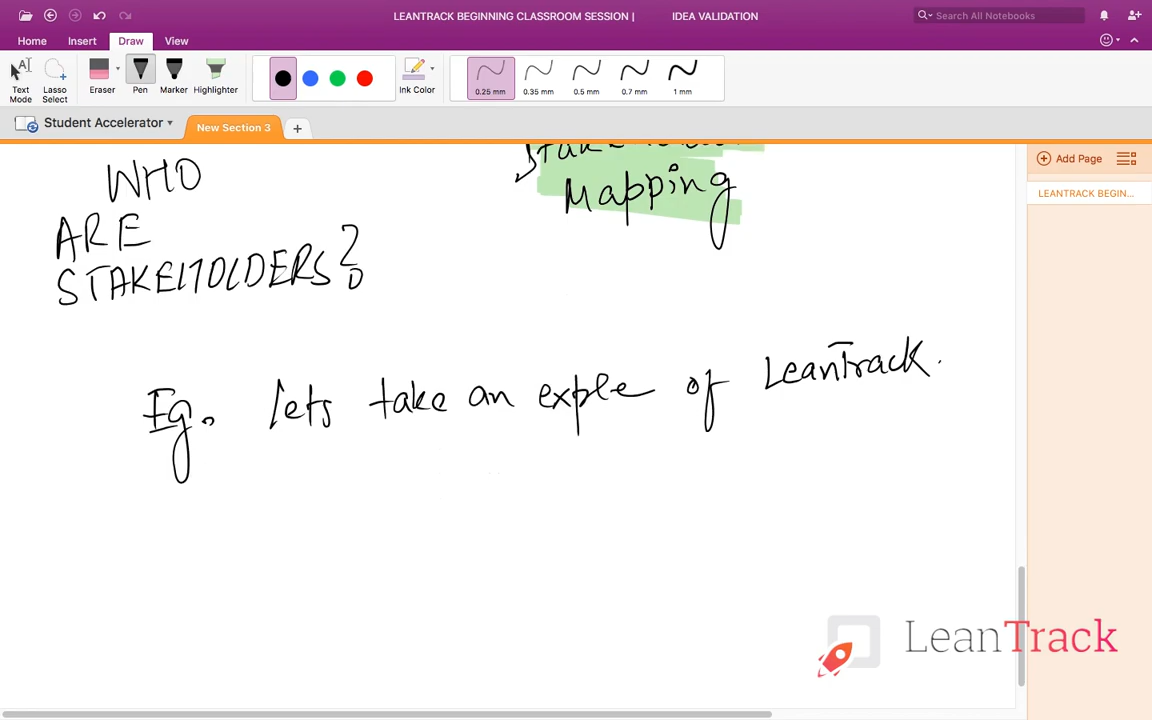 LEANTRACK BEGINNING CLASSROOM SESSION | IDEA VALIDATION
Search All Notebooks
Home Insert Draw View
Text Mode
Lasso Select
Eraser
Pen
Marker
Highlighter
Ink Color
0.25 mm 0.35 mm 0.5 mm 0.7 mm 1 mm
Student Accelerator
New Section 3
Add Page
LEANTRACK BEGIN...
WHO
ARE
STAKEHOLDERS?
Mapping
Eg. lets take an exple of LeanTrack.
LeanTrack